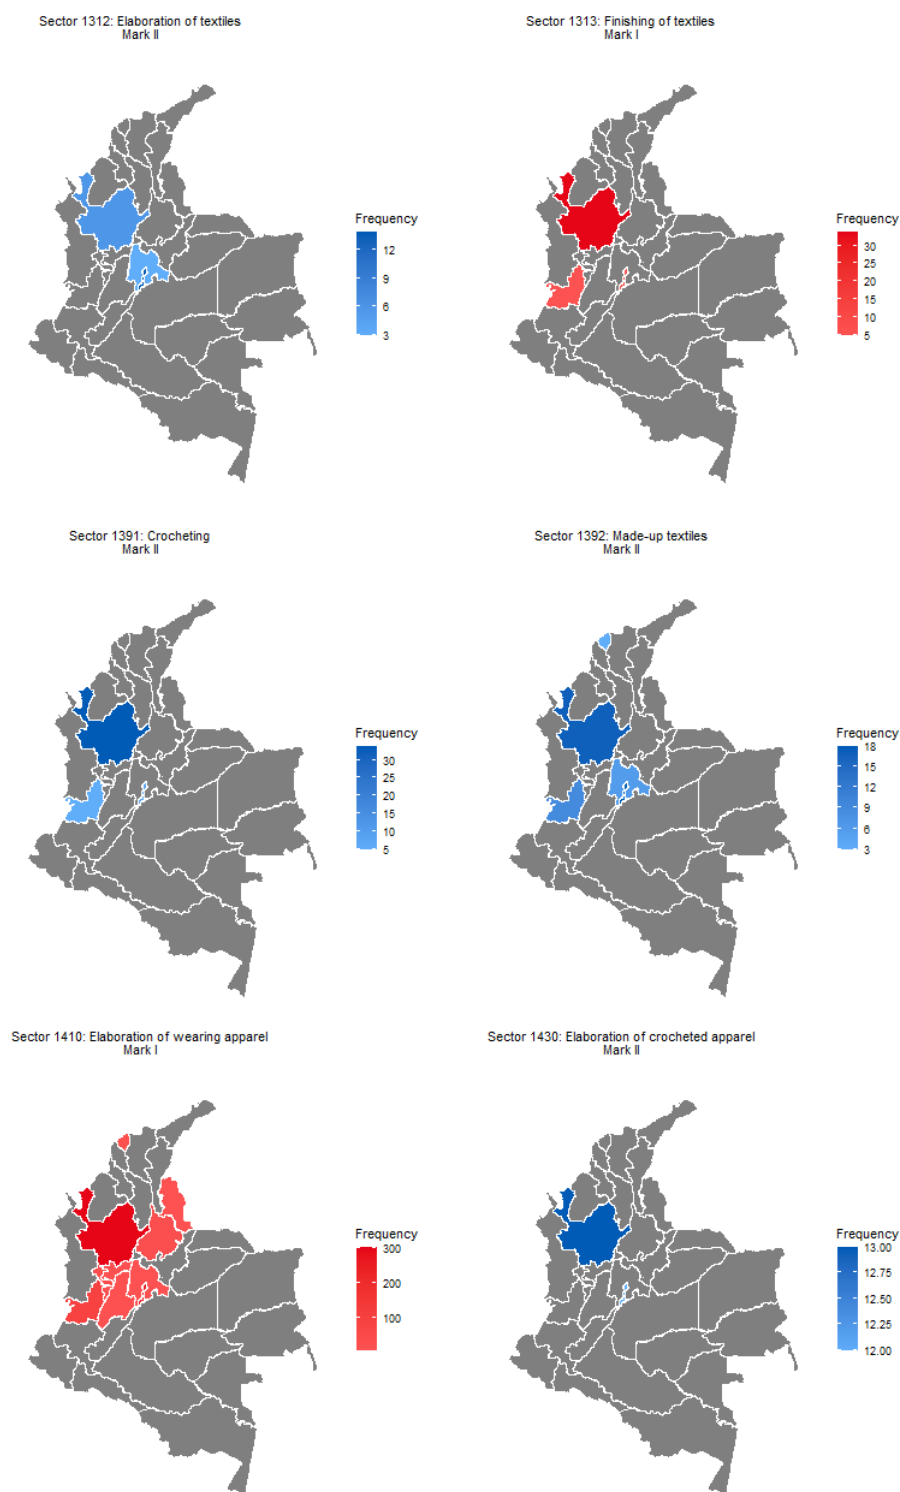 Sector 1312: Elaboration of textiles
Mark II
Frequency
12
9
6
3
Sector 1313: Finishing of textiles
Mark I
Frequency
30
25
20
15
10
5
Sector 1391: Crocheting
Mark II
Frequency
30
25
20
15
10
5
Sector 1392: Made-up textiles
Mark II
Frequency
18
15
12
9
6
3
Sector 1410: Elaboration of wearing apparel
Mark I
Frequency
300
200
100
Sector 1430: Elaboration of crocheted apparel
Mark II
Frequency
13.00
12.75
12.50
12.25
12.00